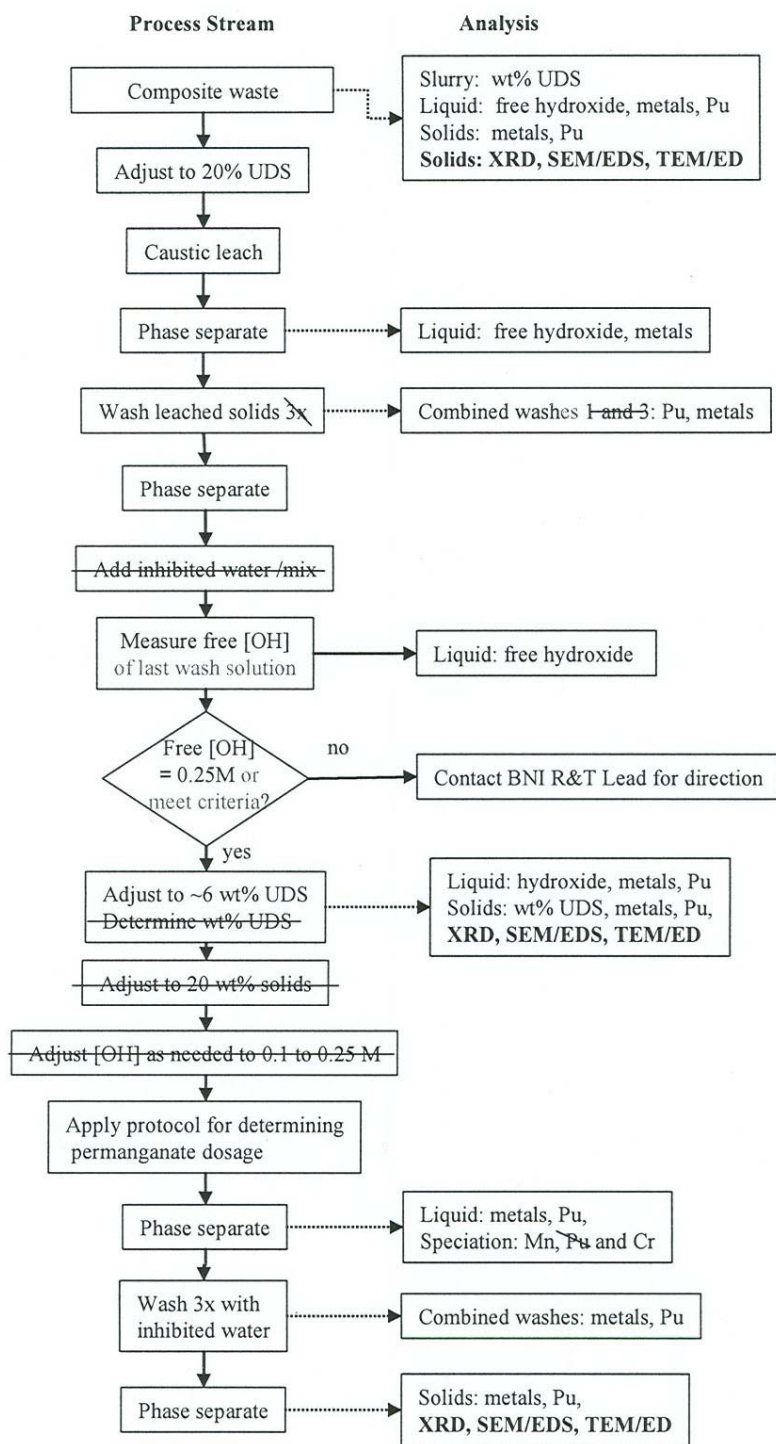 Process Stream
Analysis
Composite waste
Slurry: wt% UDS
Liquid: free hydroxide, metals, Pu
Solids: metals, Pu
Solids: XRD, SEM/EDS, TEM/ED
Adjust to 20% UDS
Caustic leach
Phase separate
Liquid: free hydroxide, metals
Wash leached solids 3x
Combined washes 1 and 3: Pu, metals
Phase separate
Add inhibited water /mix
Measure free [OH]
of last wash solution
Liquid: free hydroxide
Free [OH]
= 0.25M or
meet criteria?
no
Contact BNI R&T Lead for direction
yes
Adjust to ~6 wt% UDS
Determine wt% UDS
Liquid: hydroxide, metals, Pu
Solids: wt% UDS, metals, Pu,
XRD, SEM/EDS, TEM/ED
Adjust to 20 wt% solids
Adjust [OH] as needed to 0.1 to 0.25 M
Apply protocol for determining
permanganate dosage
Phase separate
Liquid: metals, Pu,
Speciation: Mn, Pu and Cr
Wash 3x with
inhibited water
Combined washes: metals, Pu
Phase separate
Solids: metals, Pu,
XRD, SEM/EDS, TEM/ED